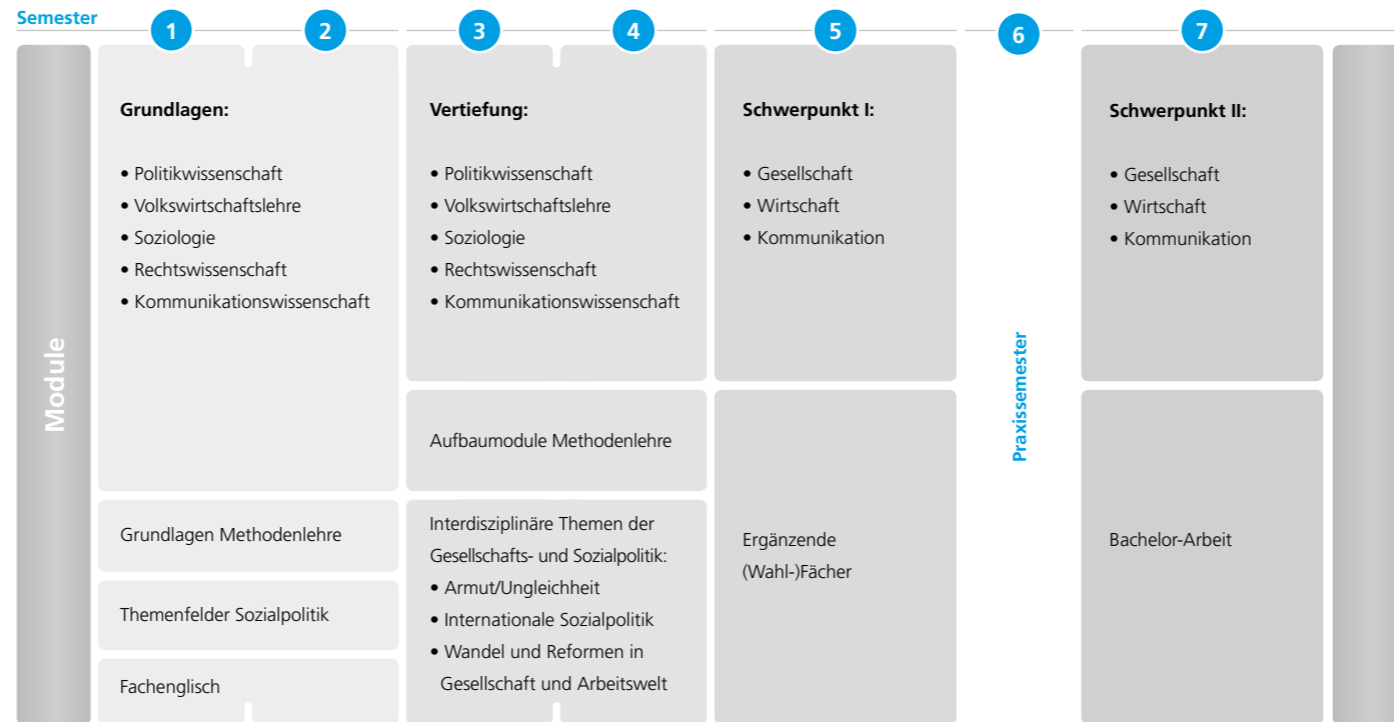 Semester
1
2
3
4
5
6
7
Module
Grundlagen:
• Politikwissenschaft
• Volkswirtschaftslehre
• Soziologie
• Rechtswissenschaft
• Kommunikationswissenschaft
Grundlagen Methodenlehre
Themenfelder Sozialpolitik
Fachenglisch
Vertiefung:
• Politikwissenschaft
• Volkswirtschaftslehre
• Soziologie
• Rechtswissenschaft
• Kommunikationswissenschaft
Aufbaumodule Methodenlehre
Interdisziplinäre Themen der
Gesellschafts- und Sozialpolitik:
• Armut/Ungleichheit
• Internationale Sozialpolitik
• Wandel und Reformen in
Gesellschaft und Arbeitswelt
Schwerpunkt I:
• Gesellschaft
• Wirtschaft
• Kommunikation
Ergänzende
(Wahl-)Fächer
Praxissemester
Schwerpunkt II:
• Gesellschaft
• Wirtschaft
• Kommunikation
Bachelor-Arbeit